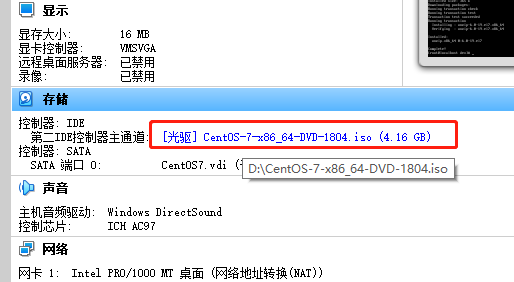 显示
显存大小: 16 MB
显卡控制器: VMSVGA
远程桌面服务器: 已禁用
录像: 已禁用
存储
控制器: IDE
第二IDE控制器主通道: [光驱] CentOS-7-x86_64-DVD-1804.iso (4.16 GB)
控制器: SATA
SATA 端口 0: CentOS7.vdi (
D:\CentOS-7-x86_64-DVD-1804.iso
声音
主机音频驱动: Windows DirectSound
控制芯片: ICH AC97
网络
网卡 1: Intel PRO/1000 MT 桌面 (网络地址转换(NAT))